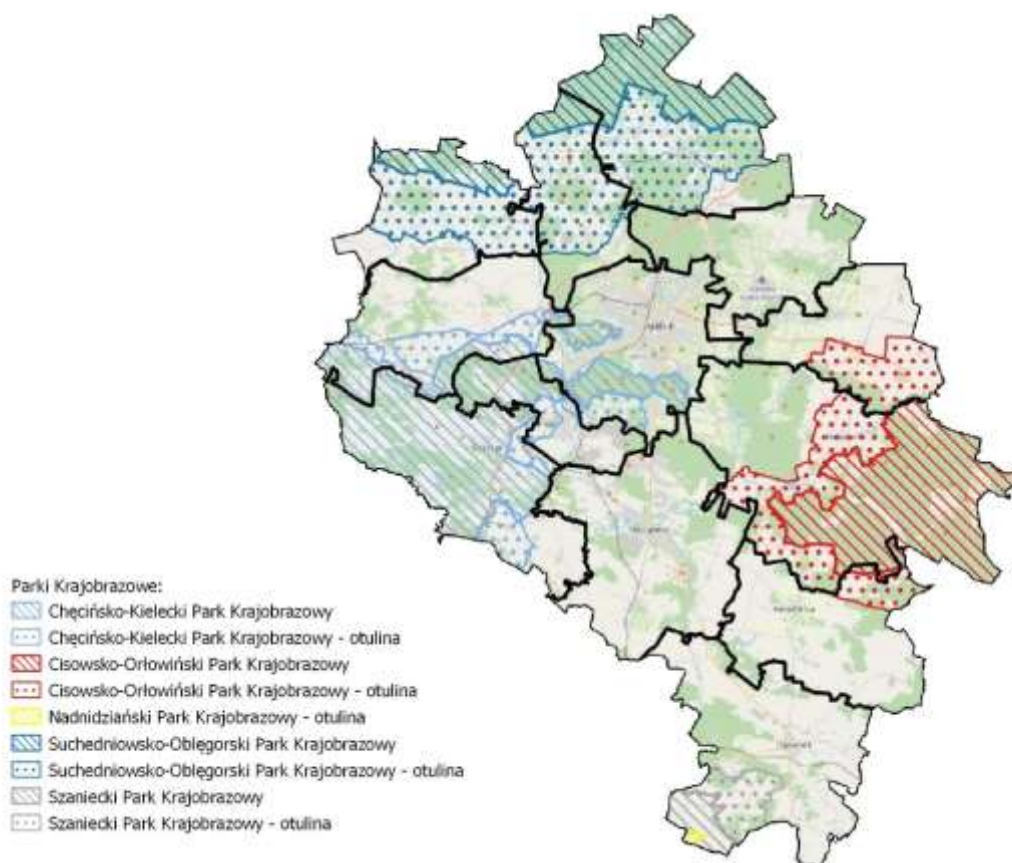 Parki Krajobrazowe:
Chęcińsko-Kielecki Park Krajobrazowy
Chęcińsko-Kielecki Park Krajobrazowy - otulina
Cisowsko-Orłowiński Park Krajobrazowy
Cisowsko-Orłowiński Park Krajobrazowy - otulina
Nadnidziański Park Krajobrazowy - otulina
Suchedniowsko-Oblęgorski Park Krajobrazowy
Suchedniowsko-Oblęgorski Park Krajobrazowy - otulina
Szaniecki Park Krajobrazowy
Szaniecki Park Krajobrazowy - otulina